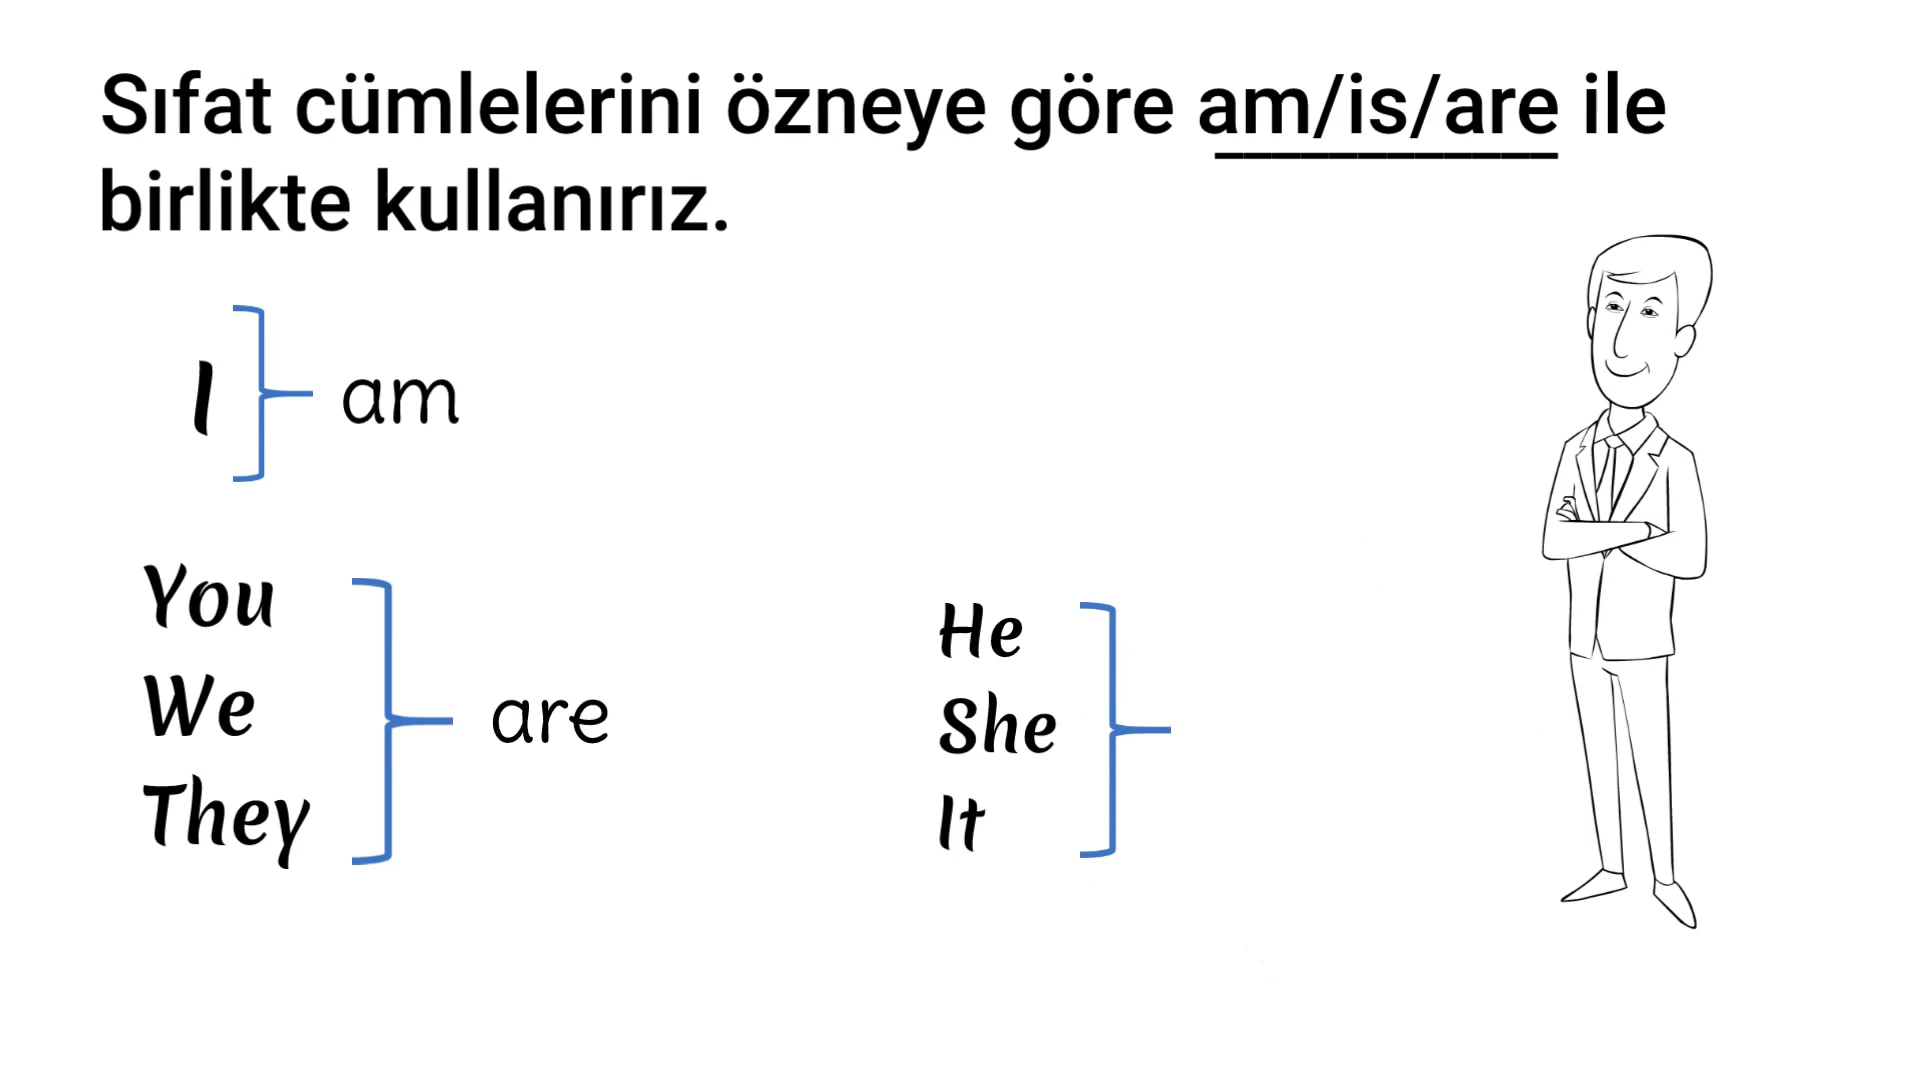 Sıfat cümlelerini özneye göre am/is/are ile
birlikte kullanırız.
I am
You
We
They
are
He
She
It